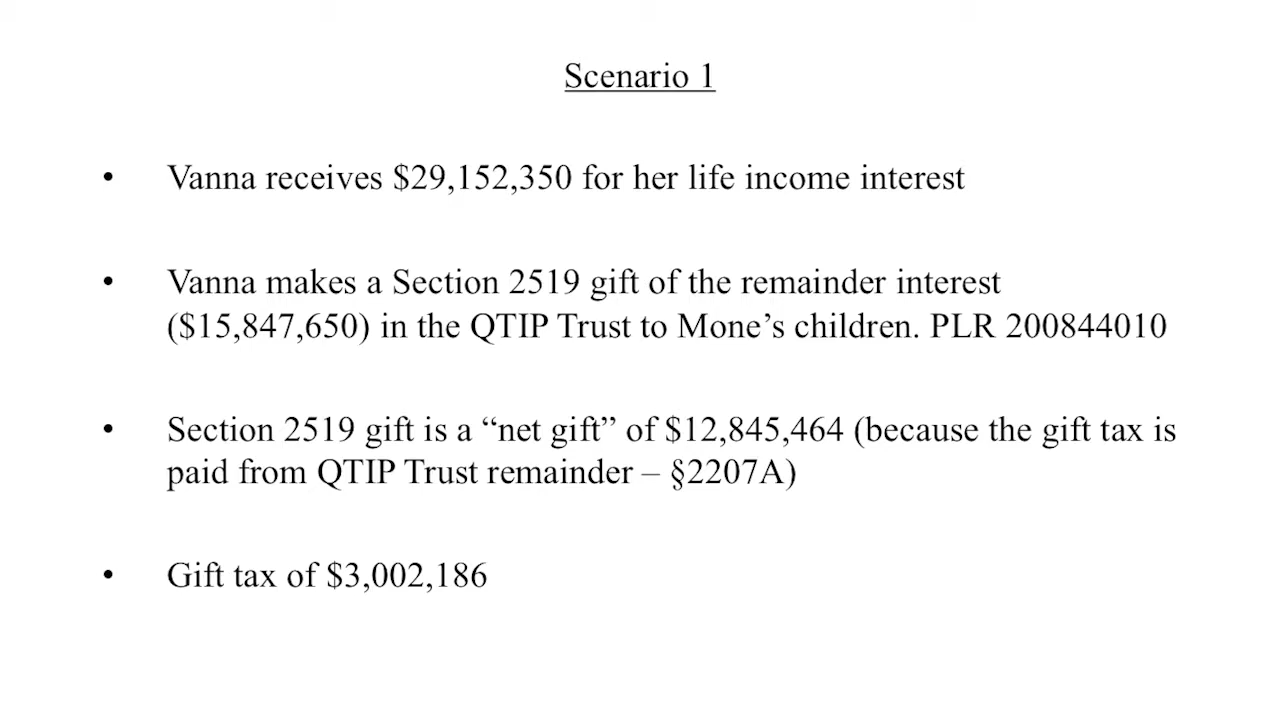 Scenario 1
• Vanna receives $29,152,350 for her life income interest
• Vanna makes a Section 2519 gift of the remainder interest
($15,847,650) in the QTIP Trust to Mone’s children. PLR 200844010
• Section 2519 gift is a “net gift” of $12,845,464 (because the gift tax is
paid from QTIP Trust remainder – §2207A)
• Gift tax of $3,002,186